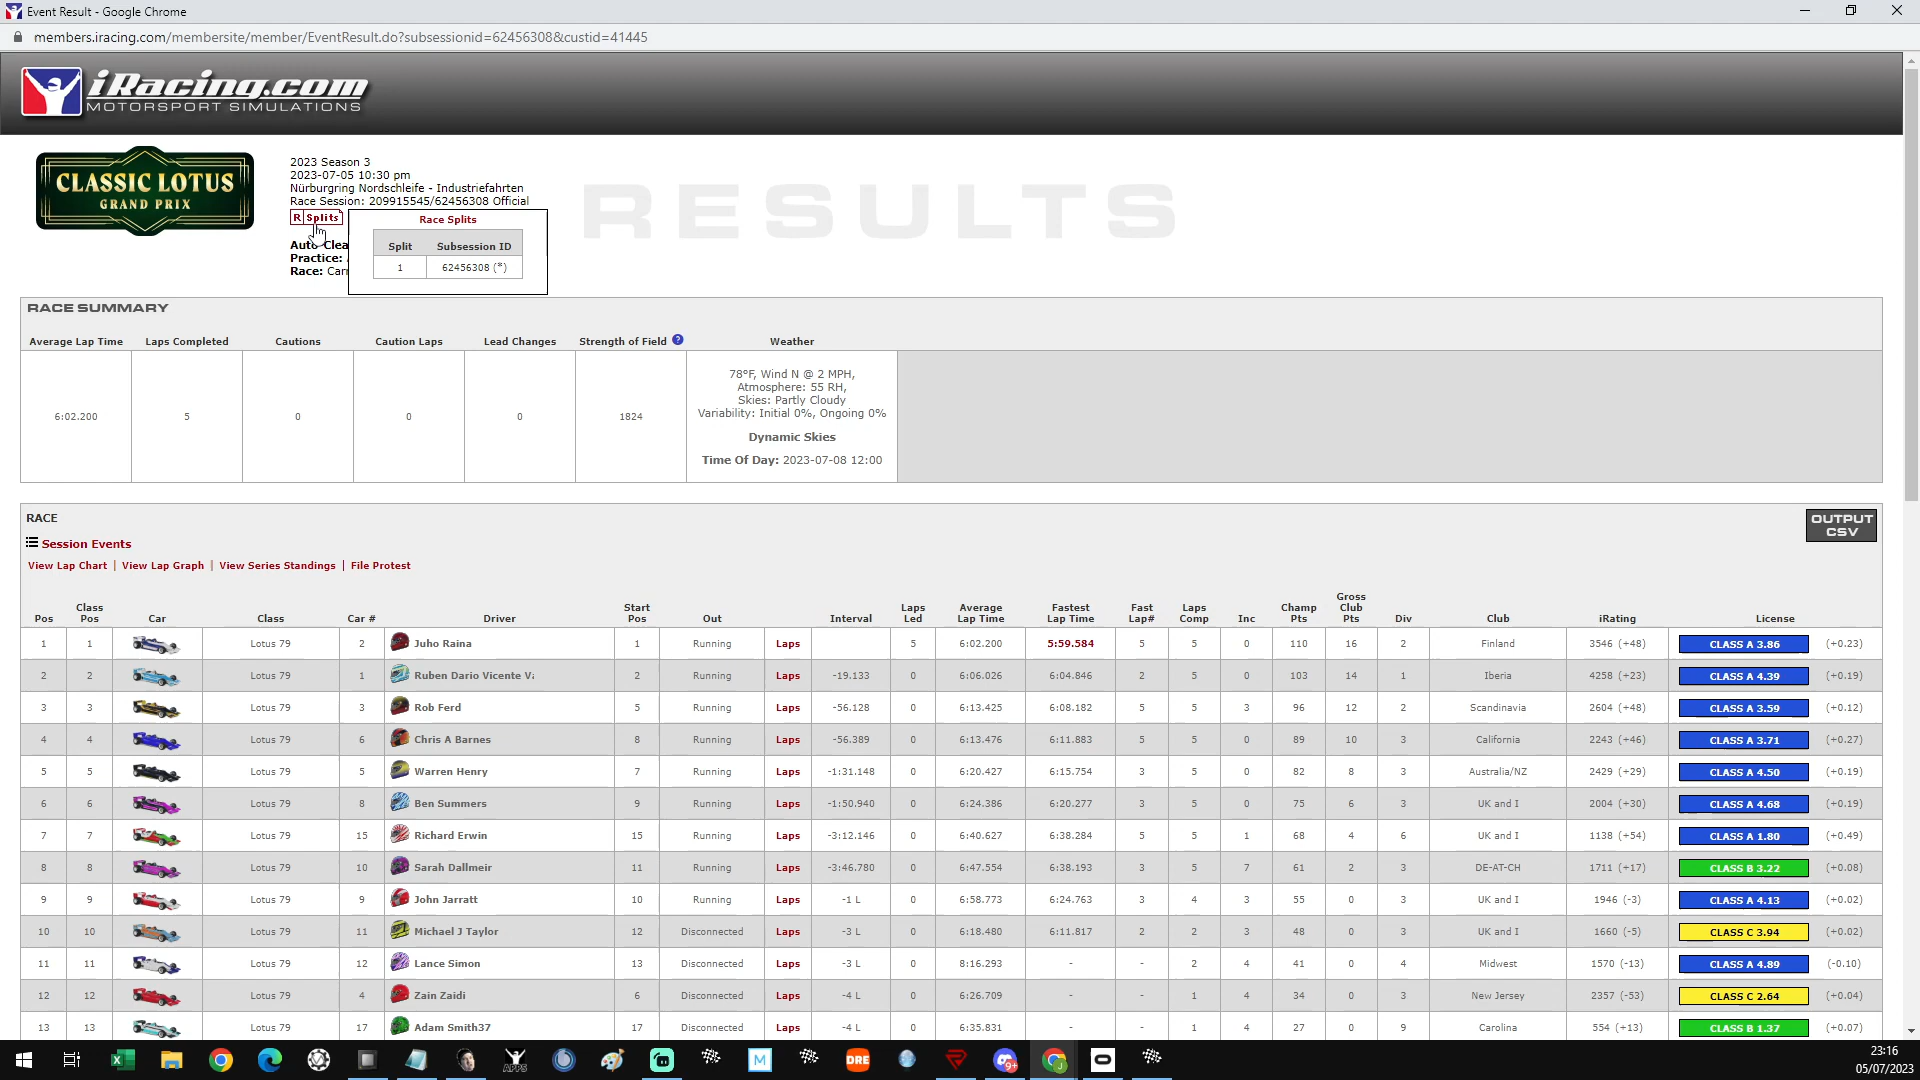 Event Result - Google Chrome
members.iracing.com/membersite/member/EventResult.do?subsessionid=62456308&custid=41445
iRacing.com
MOTORSPORT SIMULATIONS
CLASSIC LOTUS
GRAND PRIX
RESULTS
2023 Season 3
2023-07-05 10:30 pm
Nürburgring Nordschleife - Industriefahrten
Race Session: 209915545/62456308 Official
R Splits
Race Splits
Split Subsession ID
1 62456308 (*)
Practice:
Race:
RACE SUMMARY
Average Lap Time Laps Completed Cautions Caution Laps Lead Changes Strength of Field ? Weather
6:02.200 5 0 0 0 1824
78°F, Wind N @ 2 MPH,
Atmosphere: 55 RH,
Skies: Partly Cloudy
Variability: Initial 0%, Ongoing 0%
Dynamic Skies
Time Of Day: 2023-07-08 12:00
RACE
OUTPUT
CSV
Session Events
View Lap Chart | View Lap Graph | View Series Standings | File Protest
Pos Class Pos Car Class Car # Driver Start Pos Out Interval Laps Led Average Lap Time Fastest Lap Time Fast Lap# Laps Comp Inc Champ Pts Gross Club Pts Div Club iRating License
1 1 Lotus 79 2 Juho Raina 1 Running Laps 5 6:02.200 5:59.584 5 5 0 110 16 2 Finland 3546 (+48) CLASS A 3.86 (+0.23)
2 2 Lotus 79 1 Ruben Dario Vicente 2 Running Laps -19.133 0 6:06.026 6:04.846 2 5 0 103 14 1 Iberia 4258 (+23) CLASS A 4.39 (+0.19)
3 3 Lotus 79 3 Rob Ferd 5 Running Laps -56.128 0 6:13.425 6:08.182 5 5 3 96 12 2 Scandinavia 2604 (+48) CLASS A 3.59 (+0.12)
4 4 Lotus 79 6 Chris A Barnes 8 Running Laps -56.389 0 6:13.476 6:11.883 5 5 0 89 10 3 California 2243 (+46) CLASS A 3.71 (+0.27)
5 5 Lotus 79 5 Warren Henry 7 Running Laps -1:31.148 0 6:20.427 6:15.754 3 5 0 82 8 3 Australia/NZ 2429 (+29) CLASS A 4.50 (+0.19)
6 6 Lotus 79 8 Ben Summers 9 Running Laps -1:50.940 0 6:24.386 6:20.277 3 5 0 75 6 3 UK and I 2004 (+30) CLASS A 4.68 (+0.19)
7 7 Lotus 79 15 Richard Erwin 15 Running Laps -3:12.146 0 6:40.627 6:38.284 5 5 1 68 4 6 UK and I 1138 (+54) CLASS A 1.80 (+0.49)
8 8 Lotus 79 10 Sarah Dallmeir 11 Running Laps -3:46.780 0 6:47.554 6:38.193 3 5 7 61 2 3 DE-AT-CH 1711 (+17) CLASS B 3.22 (+0.08)
9 9 Lotus 79 9 John Jarratt 10 Running Laps -1 L 0 6:58.773 6:24.763 3 4 3 55 0 3 UK and I 1946 (-3) CLASS A 4.13 (+0.02)
10 10 Lotus 79 11 Michael J Taylor 12 Disconnected Laps -3 L 0 6:18.480 6:11.817 2 2 3 48 0 3 UK and I 1660 (-5) CLASS C 3.94 (+0.02)
11 11 Lotus 79 12 Lance Simon 13 Disconnected Laps -3 L 0 8:16.293 - - 2 4 41 0 4 Midwest 1570 (-13) CLASS A 4.89 (-0.10)
12 12 Lotus 79 4 Zain Zaidi 6 Disconnected Laps -4 L 0 6:26.709 - - 1 4 34 0 3 New Jersey 2357 (-53) CLASS C 2.64 (+0.04)
13 13 Lotus 79 17 Adam Smith37 17 Disconnected Laps -4 L 0 6:35.831 - - 1 4 27 0 9 Carolina 554 (+13) CLASS B 1.37 (+0.07)
APPS
M
DRE
23:16
05/07/2023